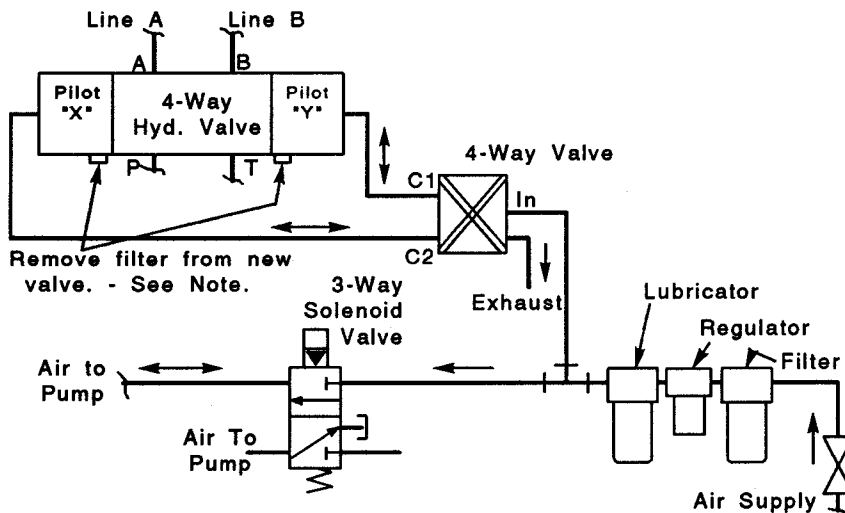 Line A
Line B
A
B
Pilot
"X"
4-Way
Hyd. Valve
Pilot
"Y"
P
T
4-Way Valve
C1
In
C2
Remove filter from new
valve. - See Note.
Exhaust
3-Way
Solenoid
Valve
Lubricator
Regulator
Filter
Air to
Pump
Air To
Pump
Air Supply